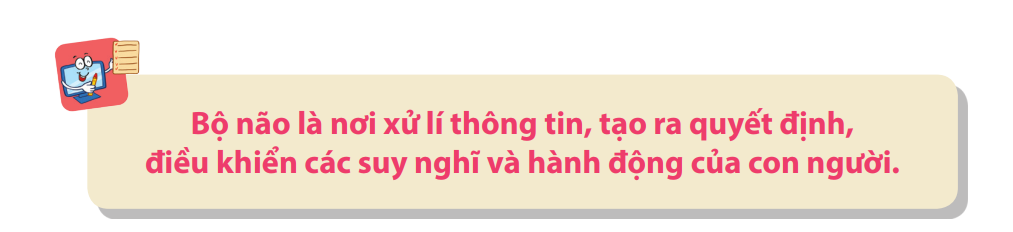 Bộ não là nơi xử lí thông tin, tạo ra quyết định,
điều khiển các suy nghĩ và hành động của con người.